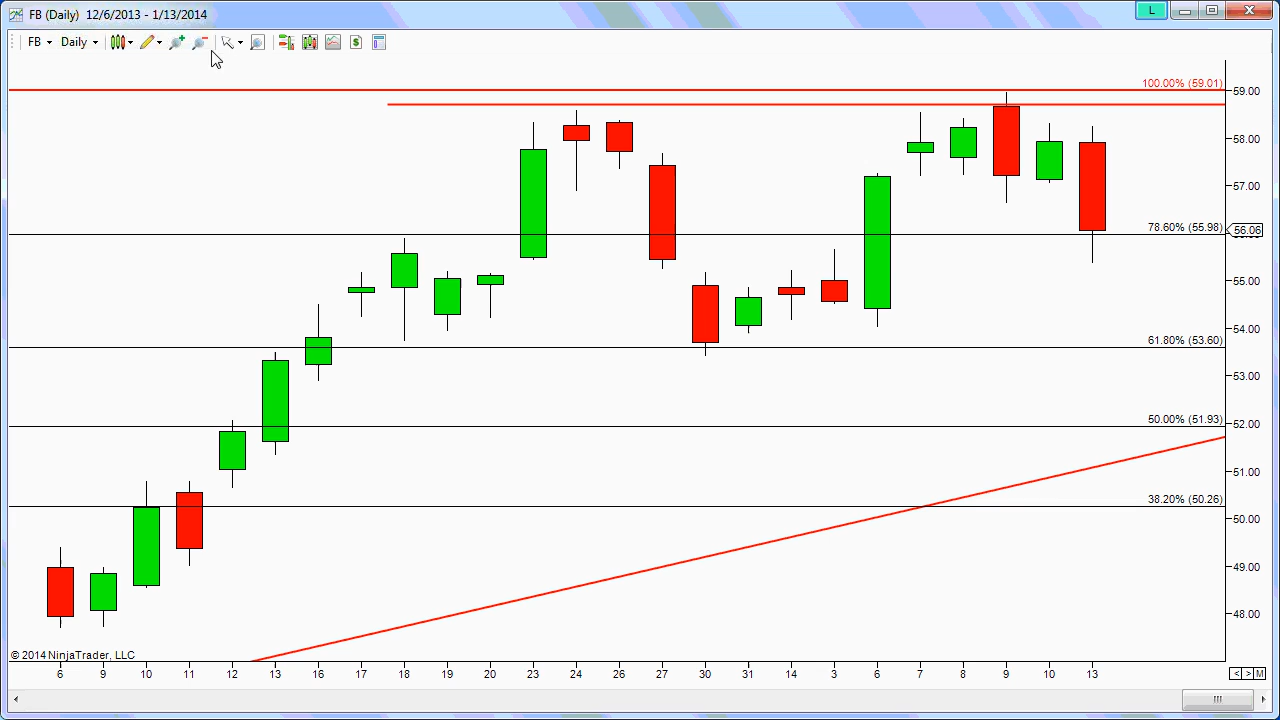 FB (Daily) 12/6/2013 - 1/13/2014
L
FB Daily
100.00% (59.01)
59.00
58.00
57.00
78.60% (55.98)
56.06
55.00
54.00
61.80% (53.60)
53.00
50.00% (51.93)
52.00
51.00
38.20% (50.26)
50.00
49.00
48.00
© 2014 NinjaTrader, LLC
6 9 10 11 12 13 16 17 18 19 20 23 24 26 27 30 31 14 3 6 7 8 9 10 13
< > M